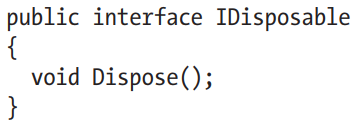 public interface IDisposable
{
  void Dispose();
}